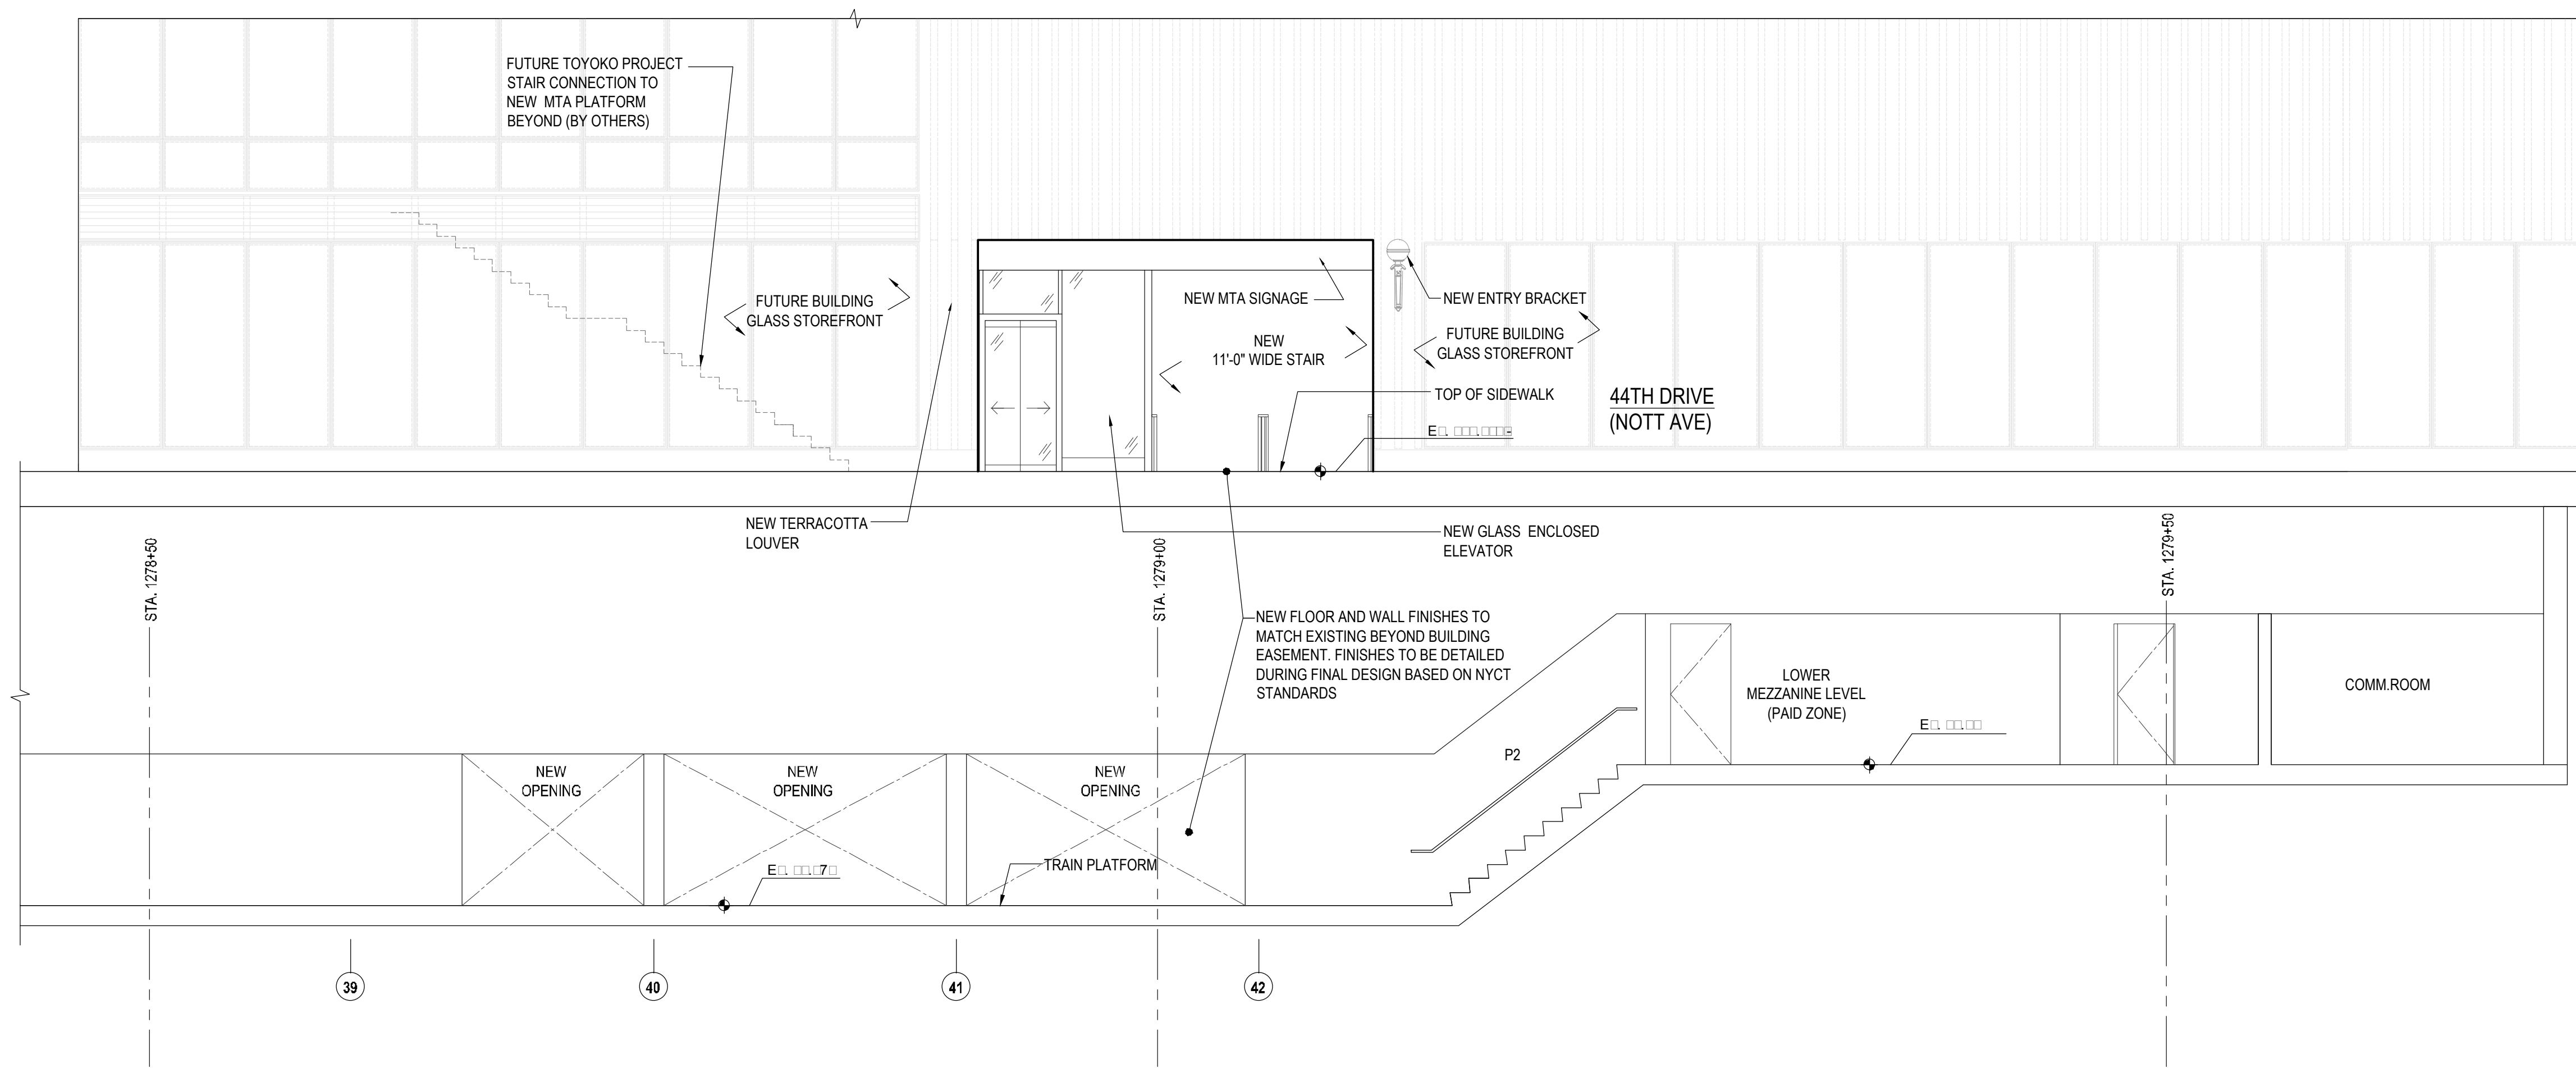 FUTURE TOYOKO PROJECT
STAIR CONNECTION TO
NEW MTA PLATFORM
BEYOND (BY OTHERS)
FUTURE BUILDING
GLASS STOREFRONT
NEW MTA SIGNAGE
NEW ENTRY BRACKET
FUTURE BUILDING
GLASS STOREFRONT
NEW
11'-0" WIDE STAIR
TOP OF SIDEWALK
44TH DRIVE
(NOTT AVE)
NEW TERRACOTTA
LOUVER
NEW GLASS ENCLOSED
ELEVATOR
STA. 1278+50
STA. 1279+00
STA. 1279+50
NEW FLOOR AND WALL FINISHES TO
MATCH EXISTING BEYOND BUILDING
EASEMENT. FINISHES TO BE DETAILED
DURING FINAL DESIGN BASED ON NYCT
STANDARDS
LOWER
MEZZANINE LEVEL
(PAID ZONE)
COMM.ROOM
P2
NEW
OPENING
NEW
OPENING
NEW
OPENING
TRAIN PLATFORM
39
40
41
42